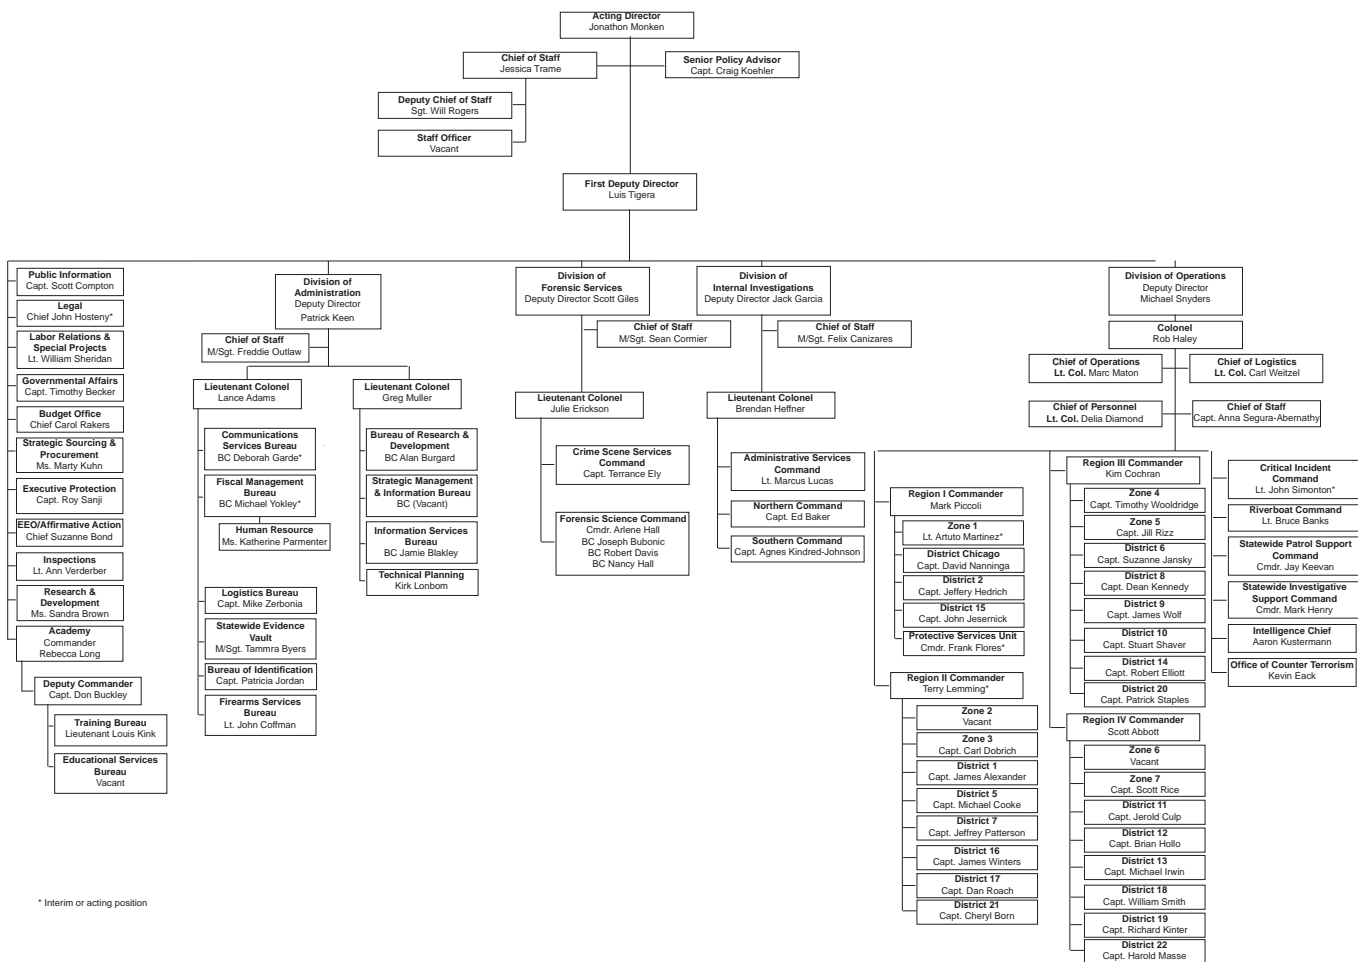 Acting Director
Jonathon Monken
Chief of Staff
Jessica Trame
Senior Policy Advisor
Capt. Craig Koehler
Deputy Chief of Staff
Sgt. Will Rogers
Staff Officer
Vacant
First Deputy Director
Luis Tigera
Public Information
Capt. Scott Compton
Legal
Chief John Hosteny*
Labor Relations &
Special Projects
Lt. William Sheridan
Governmental Affairs
Capt. Timothy Becker
Budget Office
Chief Carol Rakers
Strategic Sourcing &
Procurement
Ms. Marty Kuhn
Executive Protection
Capt. Roy Sanji
EEO/Affirmative Action
Chief Suzanne Bond
Inspections
Lt. Ann Verderber
Research &
Development
Ms. Sandra Brown
Academy
Commander
Rebecca Long
Deputy Commander
Capt. Don Buckley
Training Bureau
Lieutenant Louis Kink
Educational Services
Bureau
Vacant
Division of
Administration
Deputy Director
Patrick Keen
Chief of Staff
M/Sgt. Freddie Outlaw
Lieutenant Colonel
Lance Adams
Communications
Services Bureau
BC Deborah Garde*
Fiscal Management
Bureau
BC Michael Yokley*
Human Resource
Ms. Katherine Parmenter
Logistics Bureau
Capt. Mike Zerbonia
Statewide Evidence
Vault
M/Sgt. Tammra Byers
Bureau of Identification
Capt. Patricia Jordan
Firearms Services
Bureau
Lt. John Coffman
Lieutenant Colonel
Greg Muller
Bureau of Research &
Development
BC Alan Burgard
Strategic Management
& Information Bureau
BC (Vacant)
Information Services
Bureau
BC Jamie Blakley
Technical Planning
Kirk Lonbom
Division of
Forensic Services
Deputy Director Scott Giles
Chief of Staff
M/Sgt. Sean Cormier
Lieutenant Colonel
Julie Erickson
Crime Scene Services
Command
Capt. Terrance Ely
Forensic Science Command
Cmdr. Arlene Hall
BC Joseph Bubonic
BC Robert Davis
BC Nancy Hall
Division of
Internal Investigations
Deputy Director Jack Garcia
Chief of Staff
M/Sgt. Felix Canizares
Lieutenant Colonel
Brendan Heffner
Administrative Services
Command
Lt. Marcus Lucas
Northern Command
Capt. Ed Baker
Southern Command
Capt. Agnes Kindred-Johnson
Division of Operations
Deputy Director
Michael Snyders
Colonel
Rob Haley
Chief of Operations
Lt. Col. Marc Maton
Chief of Logistics
Lt. Col. Carl Weitzel
Chief of Personnel
Lt. Col. Delia Diamond
Chief of Staff
Capt. Anna Segura-Abernathy
Region I Commander
Mark Piccoli
Zone 1
Lt. Artuto Martinez*
District Chicago
Capt. David Nanninga
District 2
Capt. Jeffery Hedrich
District 15
Capt. John Jesernick
Protective Services Unit
Cmdr. Frank Flores*
Region II Commander
Terry Lemming*
Zone 2
Vacant
Zone 3
Capt. Carl Dobrich
District 1
Capt. James Alexander
District 5
Capt. Michael Cooke
District 7
Capt. Jeffrey Patterson
District 16
Capt. James Winters
District 17
Capt. Dan Roach
District 21
Capt. Cheryl Born
Region III Commander
Kim Cochran
Zone 4
Capt. Timothy Wooldridge
Zone 5
Capt. Jill Rizz
District 6
Capt. Suzanne Jansky
District 8
Capt. Dean Kennedy
District 9
Capt. James Wolf
District 10
Capt. Stuart Shaver
District 14
Capt. Robert Elliott
District 20
Capt. Patrick Staples
Region IV Commander
Scott Abbott
Zone 6
Vacant
Zone 7
Capt. Scott Rice
District 11
Capt. Jerold Culp
District 12
Capt. Brian Hollo
District 13
Capt. Michael Irwin
District 18
Capt. William Smith
District 19
Capt. Richard Kinter
District 22
Capt. Harold Masse
Critical Incident
Command
Lt. John Simonton*
Riverboat Command
Lt. Bruce Banks
Statewide Patrol Support
Command
Cmdr. Jay Keevan
Statewide Investigative
Support Command
Cmdr. Mark Henry
Intelligence Chief
Aaron Kustermann
Office of Counter Terrorism
Kevin Eack
* Interim or acting position